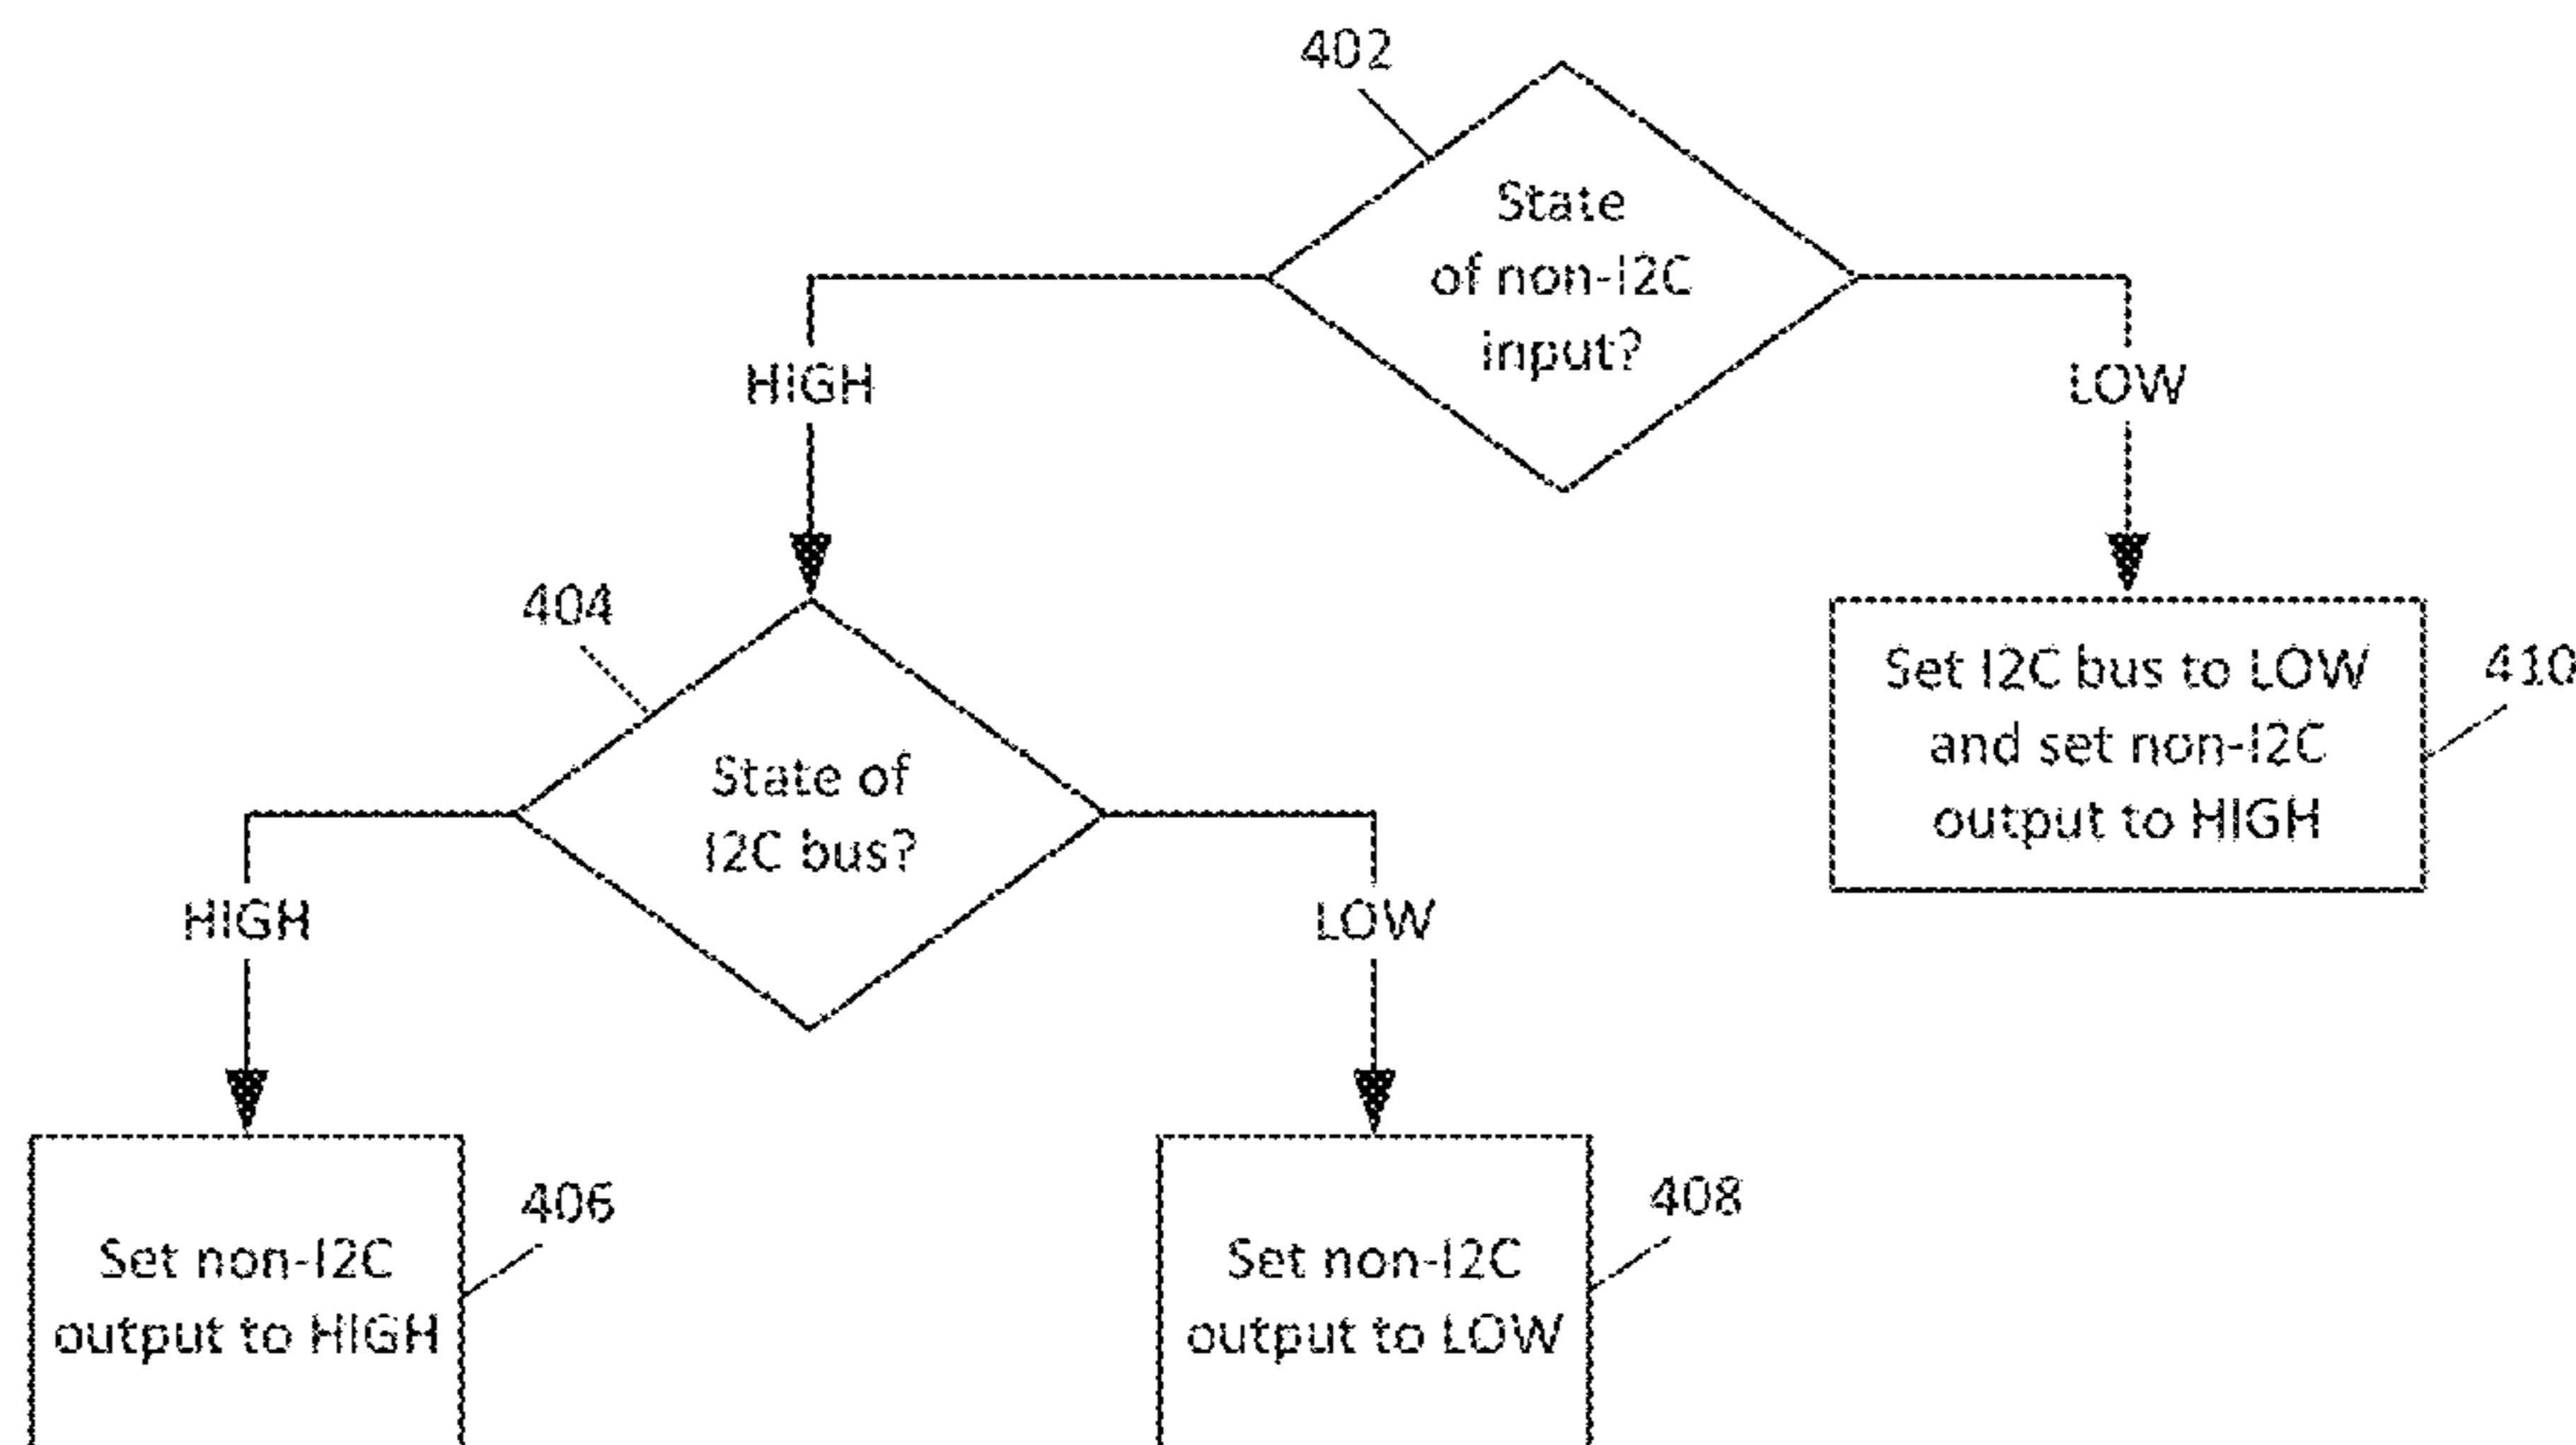 402
State
of non-I2C
input?
HIGH
LOW
404
State of
I2C bus?
Set I2C bus to LOW
and set non-I2C
output to HIGH
410
HIGH
LOW
406
Set non-I2C
output to HIGH
408
Set non-I2C
output to LOW